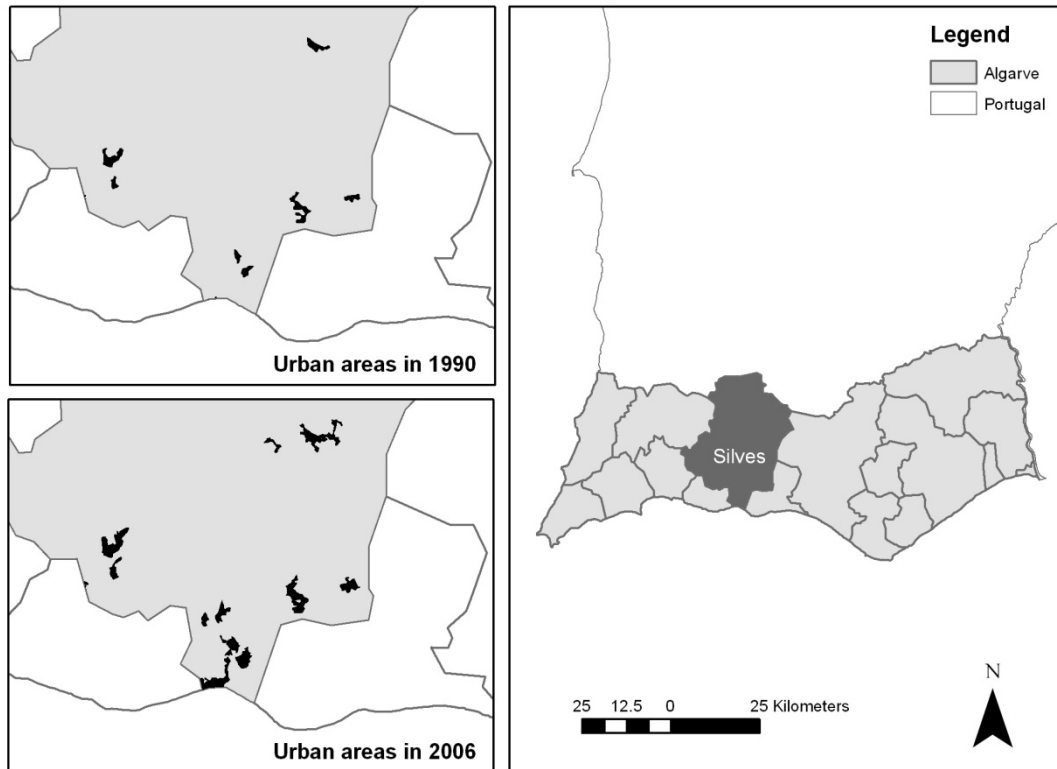 Urban areas in 1990
Urban areas in 2006
Legend
Algarve
Portugal
Silves
25 12.5 0 25 Kilometers
N